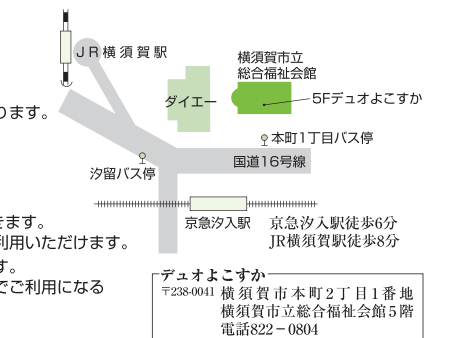 JR横須賀駅
横須賀市立
総合福祉会館
ダイエー
5Fデュオよこすか
ります。
本町1丁目バス停
国道16号線
汐留バス停
きます。
京急汐入駅
京急汐入駅徒歩6分
利用いただけます。
JR横須賀駅徒歩8分
す。
でご利用になる
デュオよこすか
〒238-0041 横須賀市本町2丁目1番地
横須賀市立総合福祉会館5階
電話822-0804